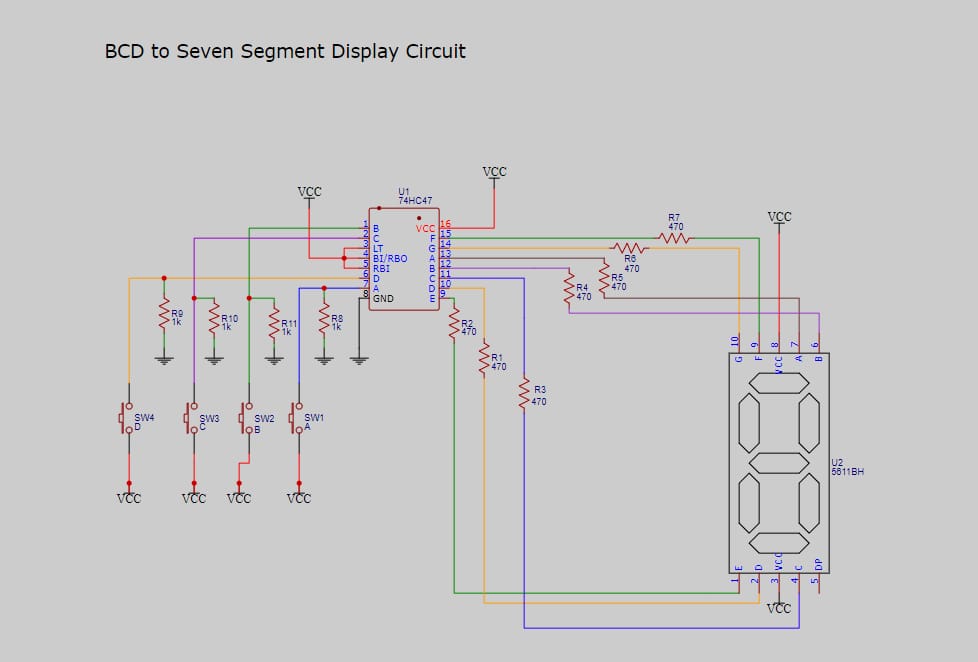 BCD to Seven Segment Display Circuit
VCC
VCC
VCC
U1
74HC47
1 B
2 C
3 LT
4 BI/RBO
5 RBI
6 D
7 A
8 GND
VCC 16
F 15
G 14
A 13
B 12
C 11
D 10
E 9
R7
470
R6
470
R5
470
R4
470
R9
1k
R10
1k
R11
1k
R8
1k
R2
470
R1
470
R3
470
10 9 8 7 6
G F VCC A B
SW4
D
SW3
C
SW2
B
SW1
A
U2
5611BH
VCC VCC VCC VCC
E D VCC C DP
1 2 3 4 5
VCC